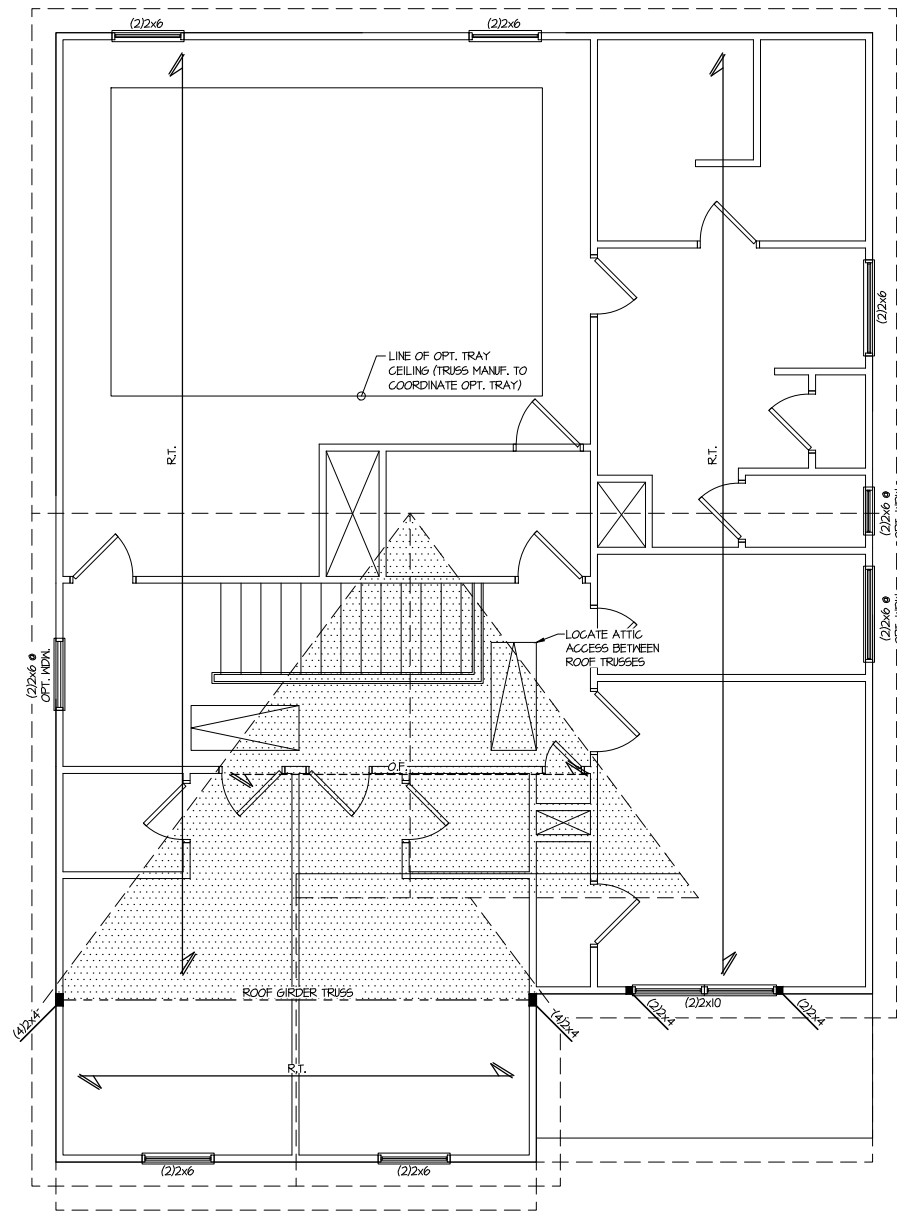 (2)2x6
(2)2x6
(2)2x6
LINE OF OPT. TRAY
CEILING (TRUSS MANUF. TO
COORDINATE OPT. TRAY)
R.T.
R.T.
(2)2x6 @
(2)2x6 @
LOCATE ATTIC
ACCESS BETWEEN
ROOF TRUSSES
(2)2x6 @
OPT. WDW.
O.F.
ROOF GIRDER TRUSS
(4)2x4
(4)2x4
(2)2x4
(2)2x10
(2)2x4
R.T.
(2)2x6
(2)2x6